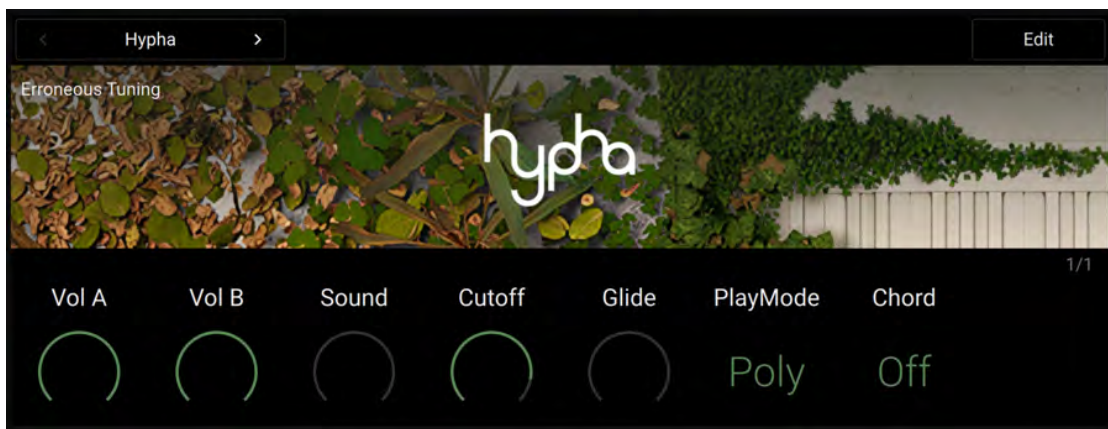 < Hypha >
Edit
Erroneous Tuning
hypha
1/1
Vol A Vol B Sound Cutoff Glide PlayMode Chord
Poly Off